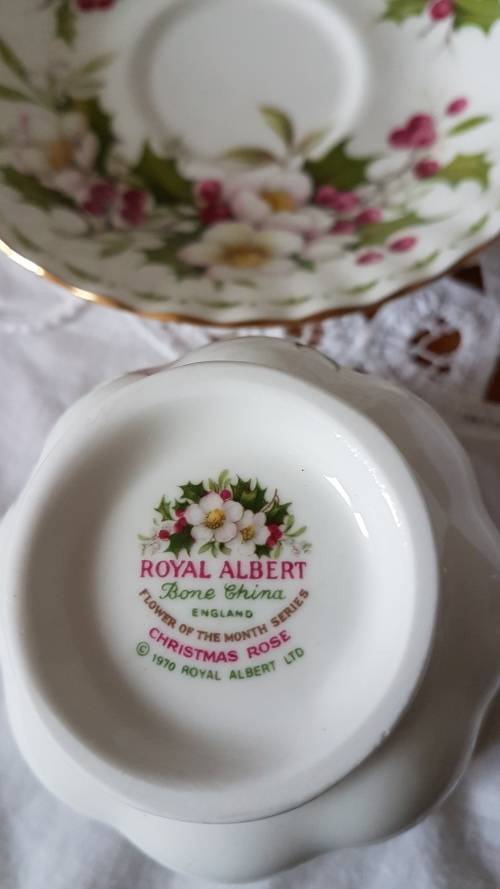 ROYAL ALBERT
Bone China
ENGLAND
FLOWER OF THE MONTH SERIES
CHRISTMAS ROSE
© 1970 ROYAL ALBERT LTD